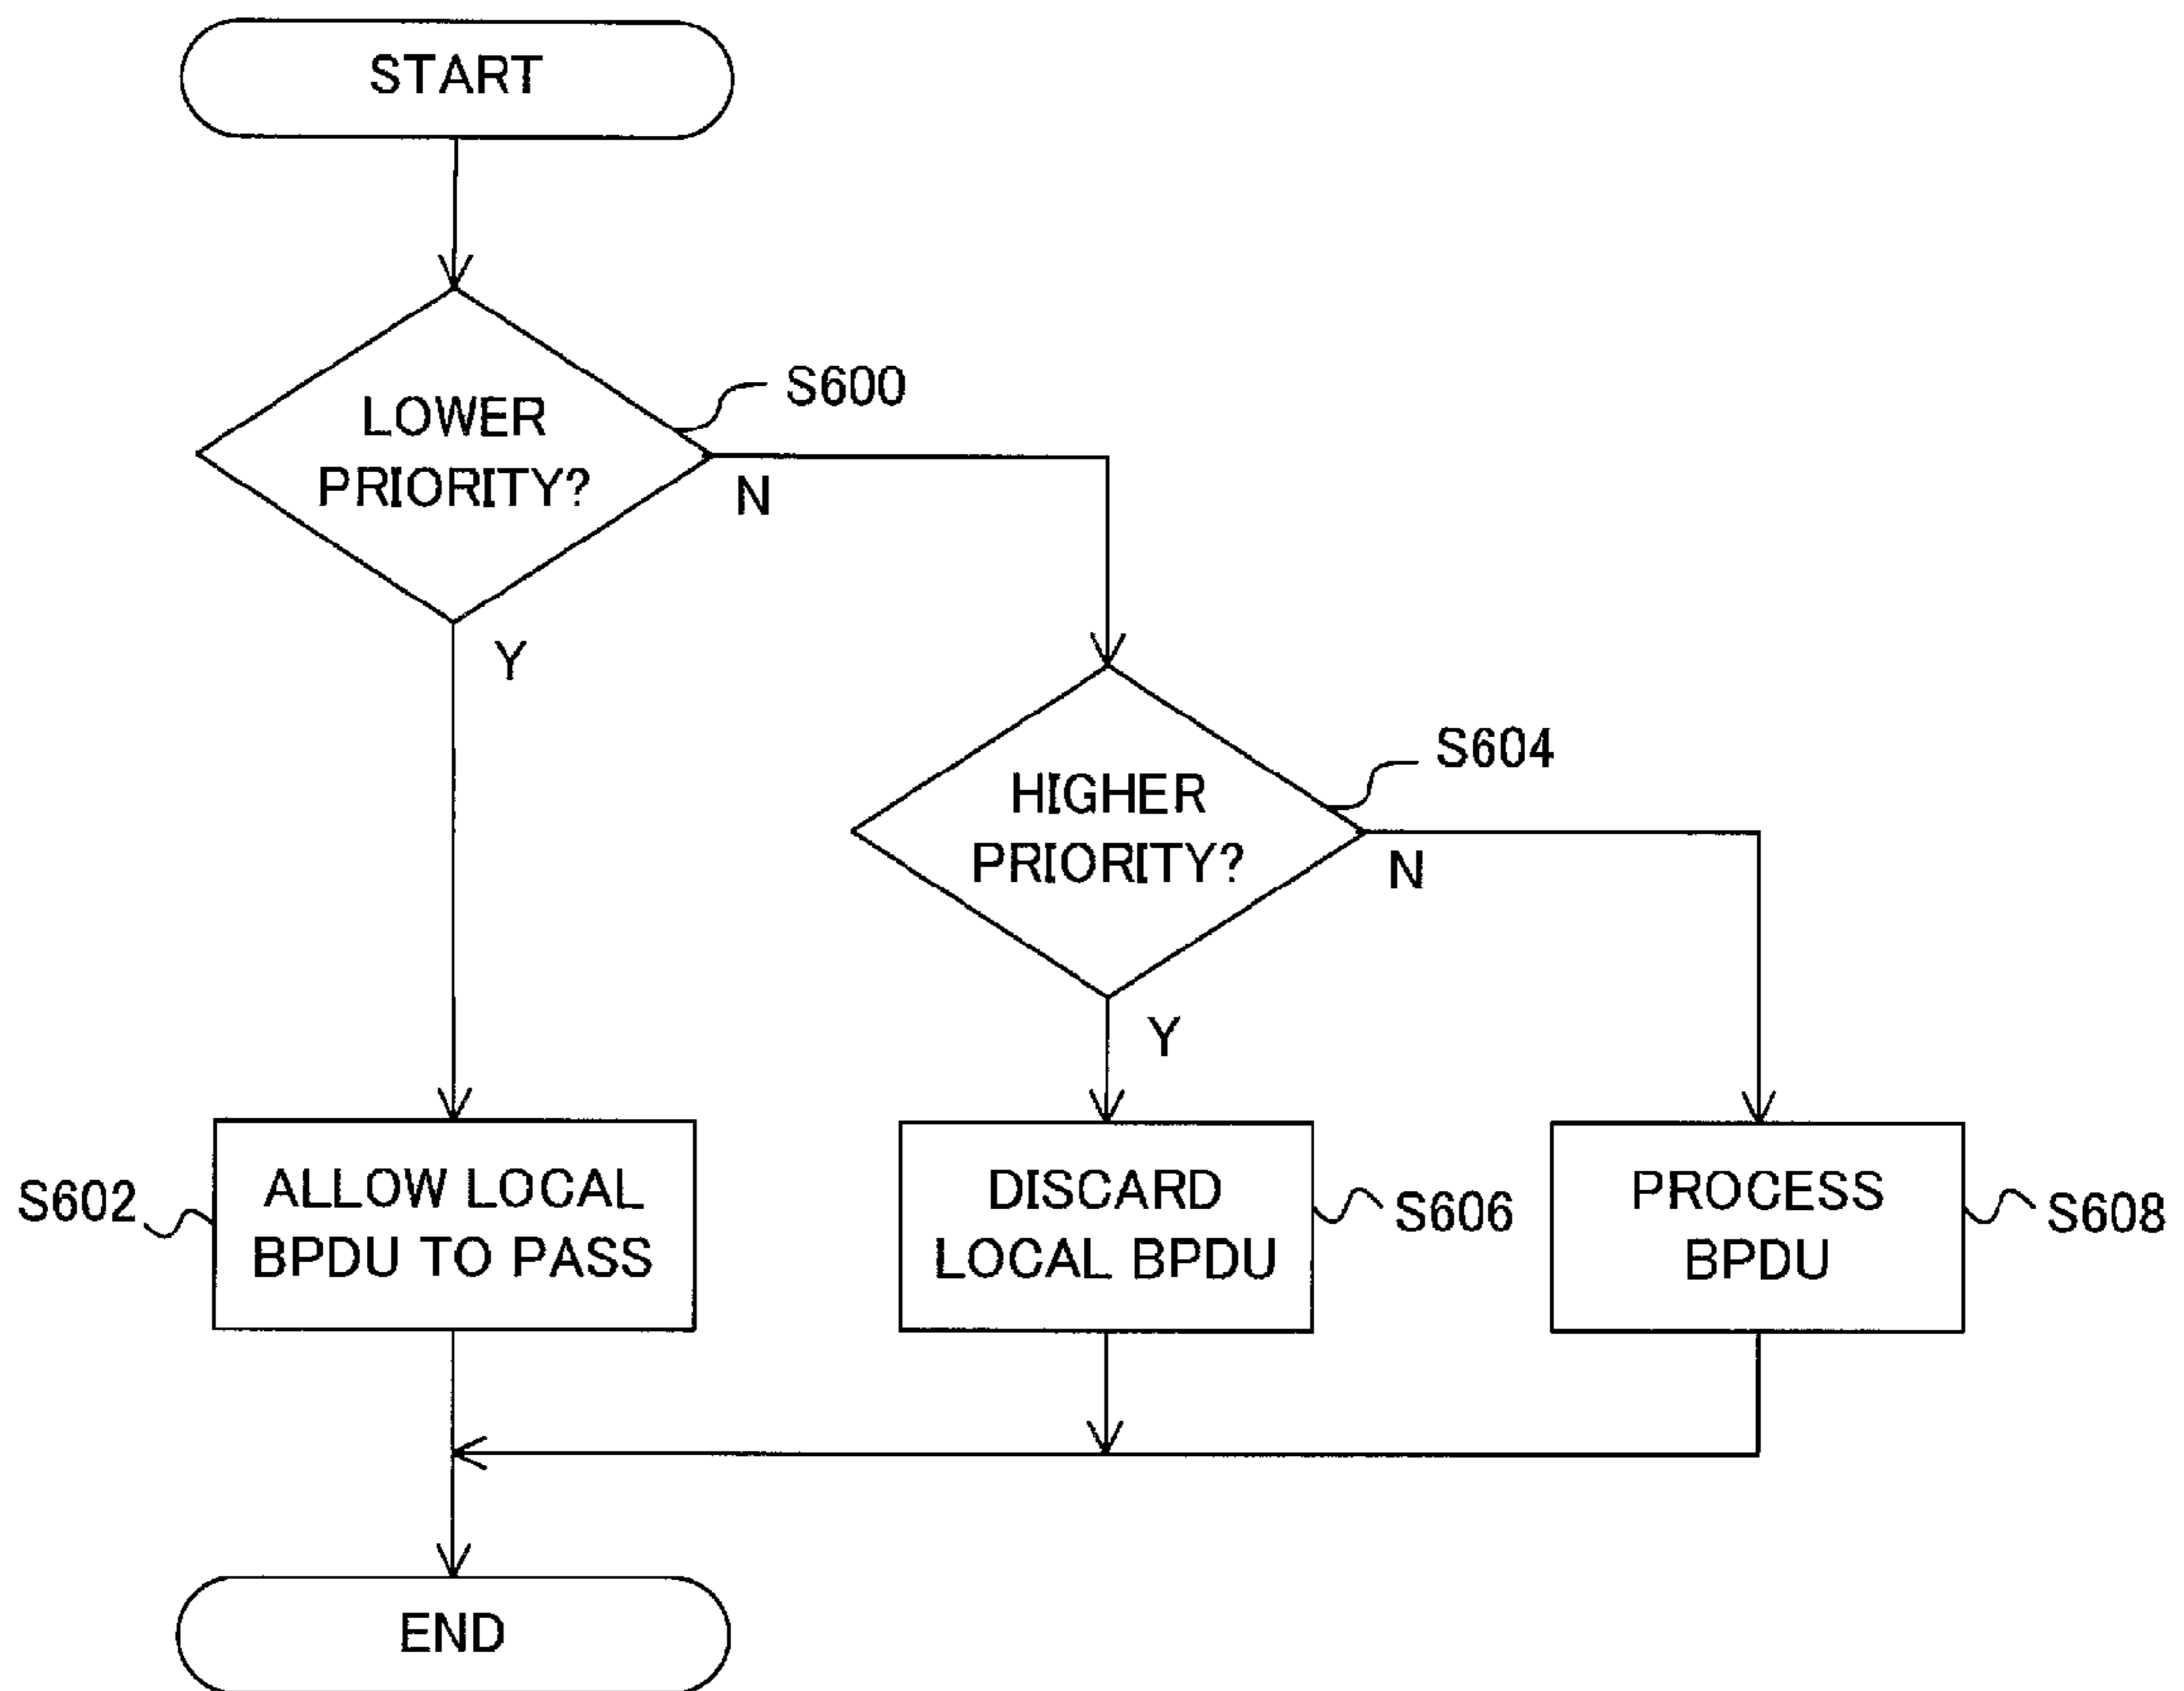 START
LOWER
PRIORITY?
S600
N
Y
HIGHER
PRIORITY?
S604
N
Y
S602
ALLOW LOCAL
BPDU TO PASS
DISCARD
LOCAL BPDU
S606
PROCESS
BPDU
S608
END